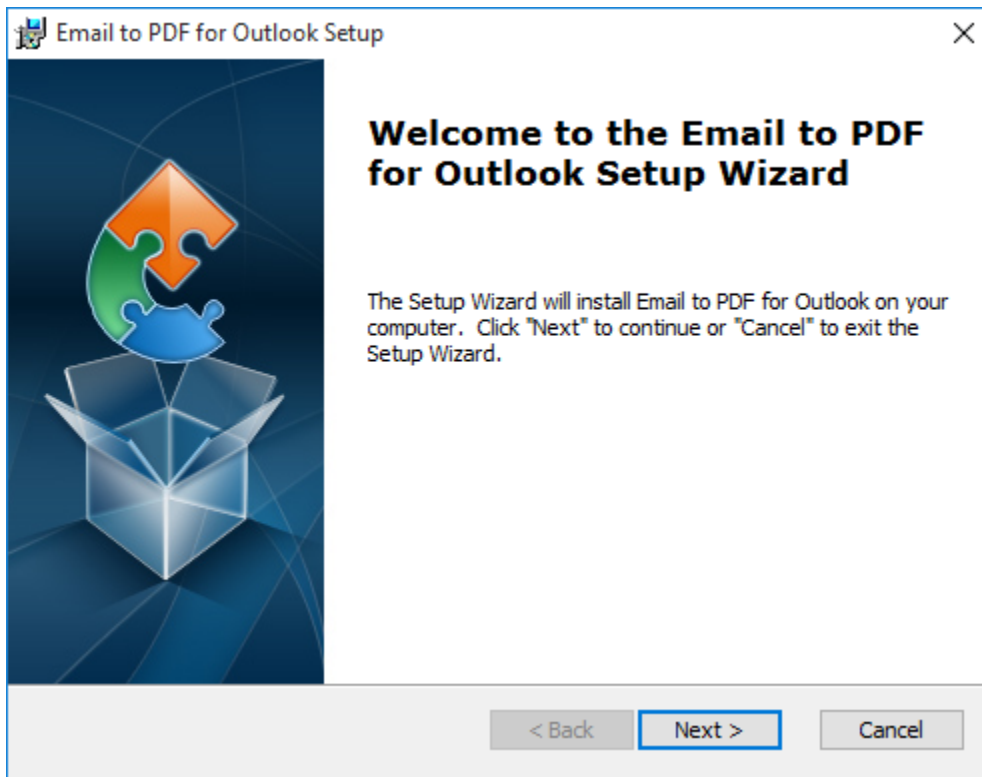 Email to PDF for Outlook Setup
Welcome to the Email to PDF
for Outlook Setup Wizard
The Setup Wizard will install Email to PDF for Outlook on your
computer.  Click "Next" to continue or "Cancel" to exit the
Setup Wizard.
< Back
Next >
Cancel